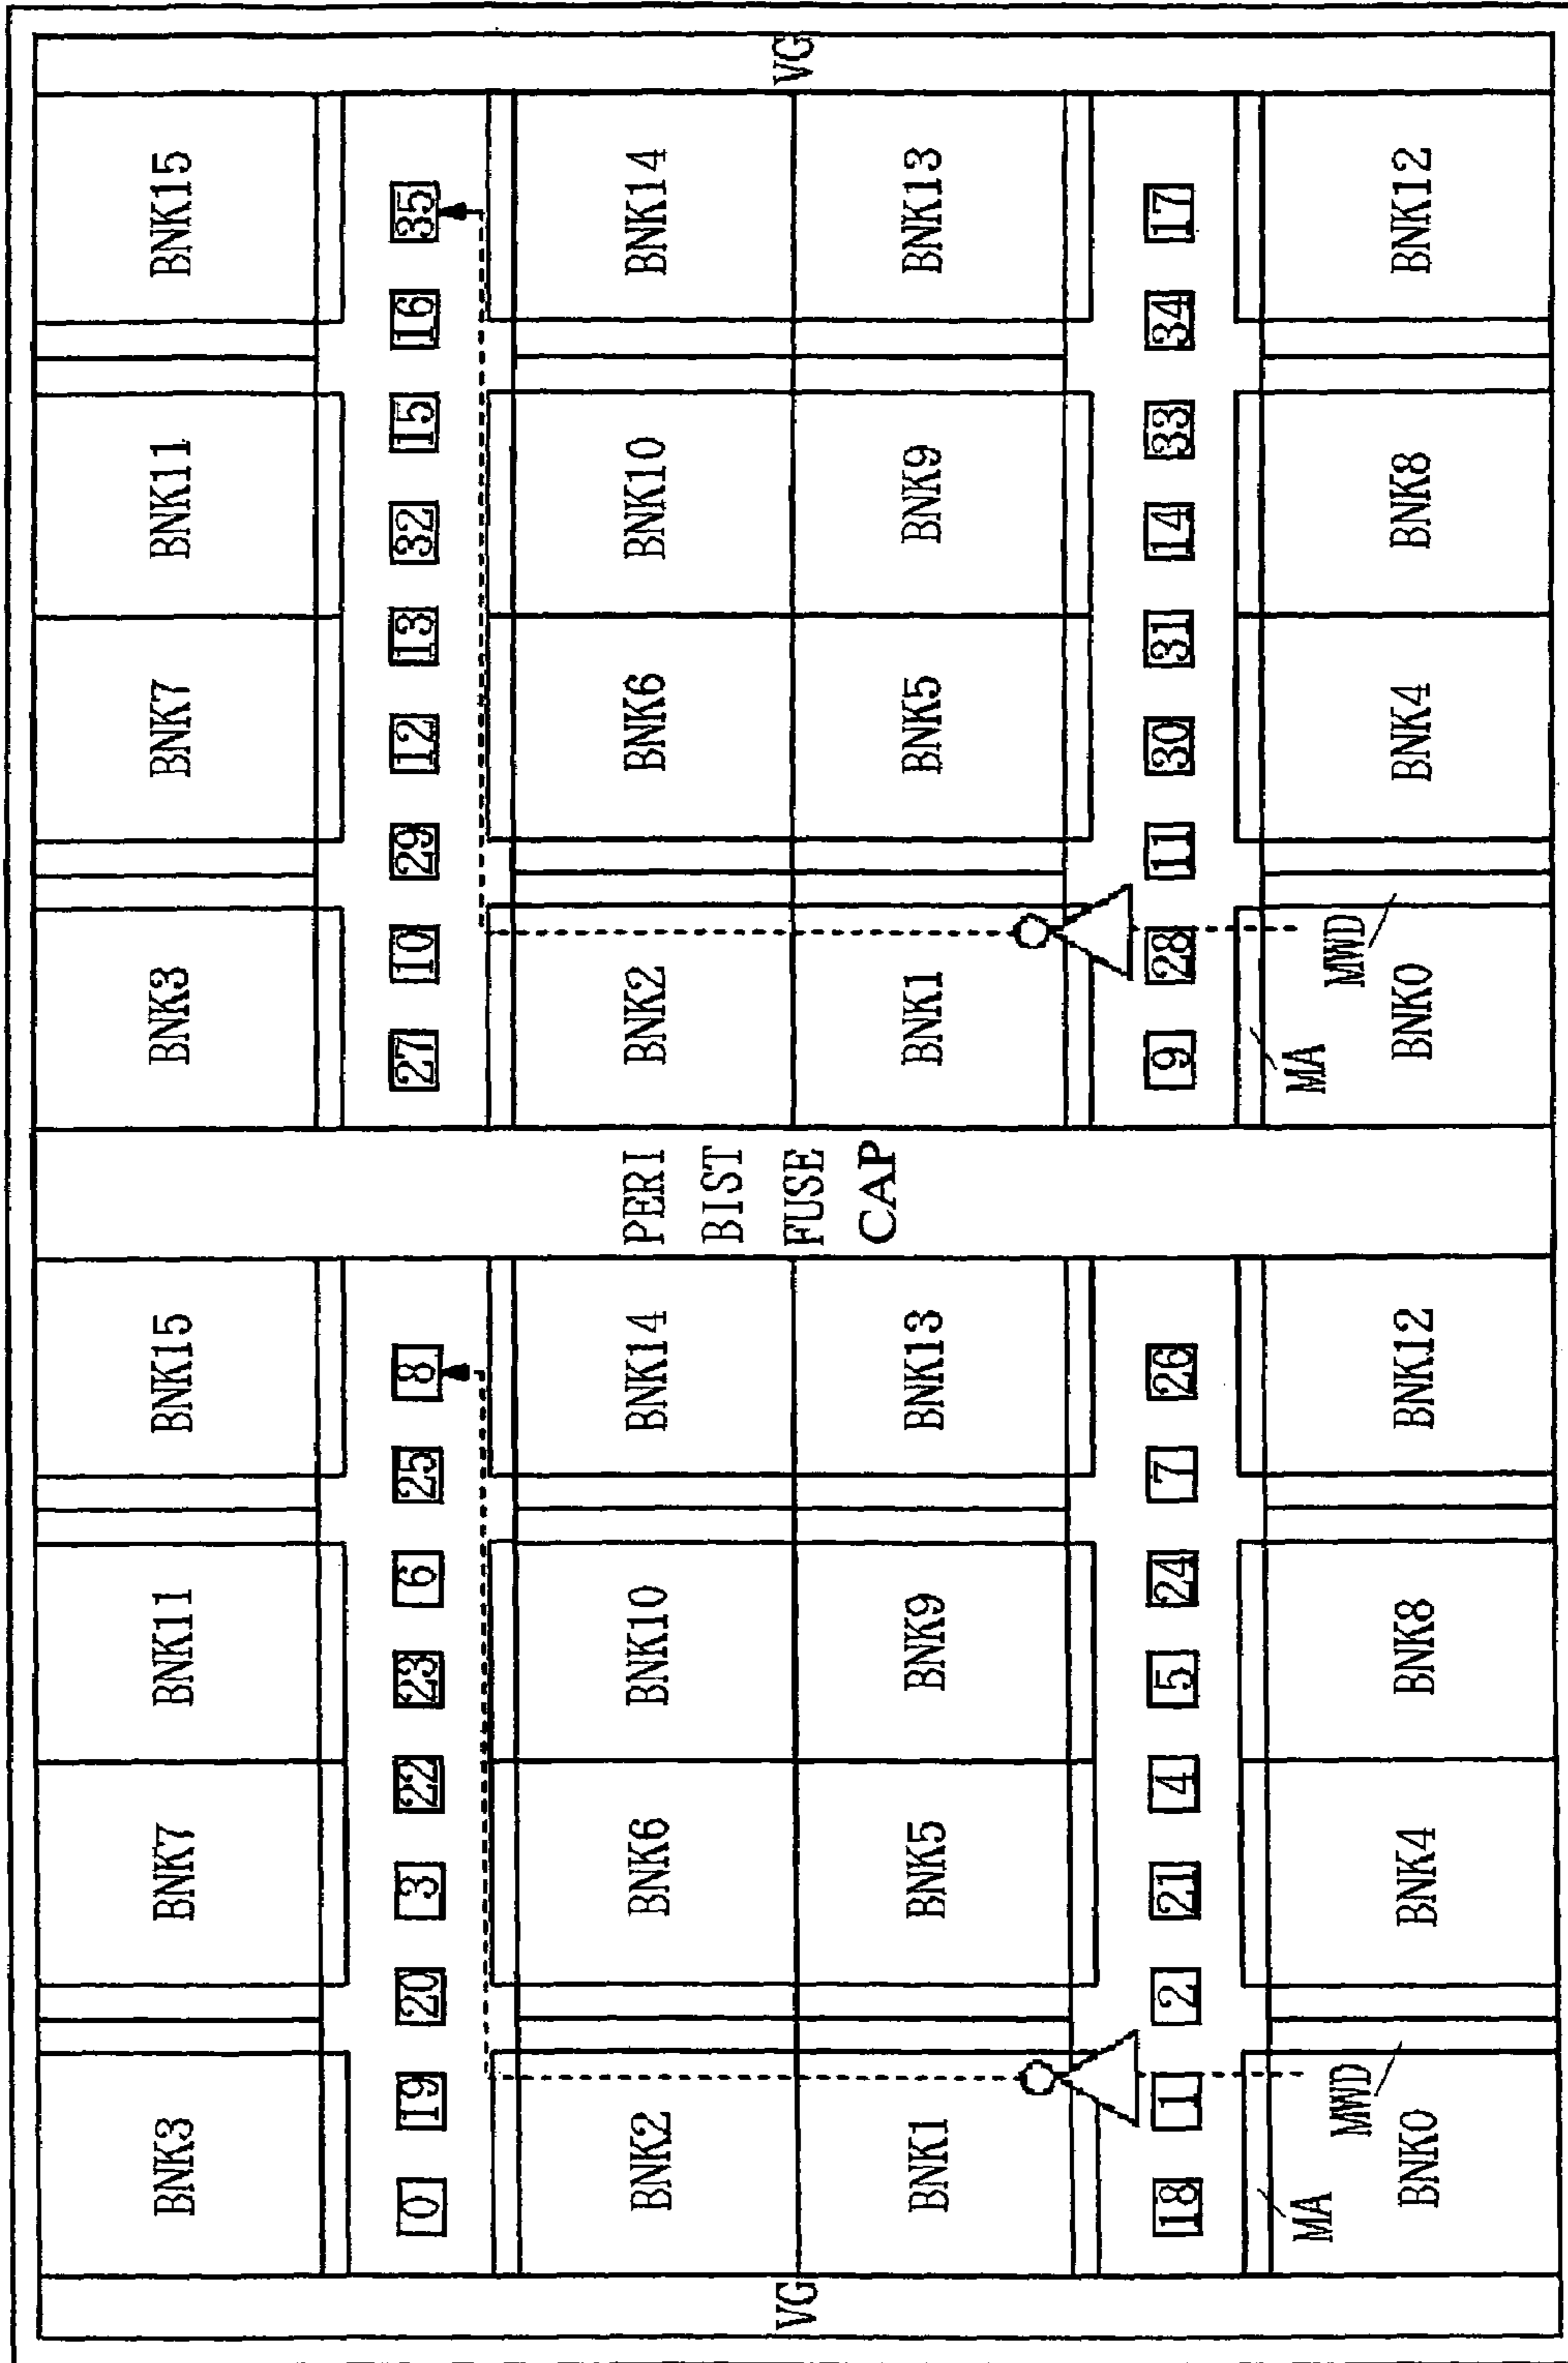 BNK3 BNK7 BNK11 BNK15 BNK3 BNK7 BNK11 BNK15
0 19 20 3 22 23 6 25 8 27 10 29 12 13 32 15 16 35
BNK2 BNK6 BNK10 BNK14 PERI BNK2 BNK6 BNK10 BNK14
BIST
VG FUSE VG
CAP
BNK1 BNK5 BNK9 BNK13 BNK1 BNK5 BNK9 BNK13
18 1 2 21 4 5 24 7 26 9 28 11 30 31 14 33 34 17
MA MWD MA MWD
BNK0 BNK4 BNK8 BNK12 BNK0 BNK4 BNK8 BNK12